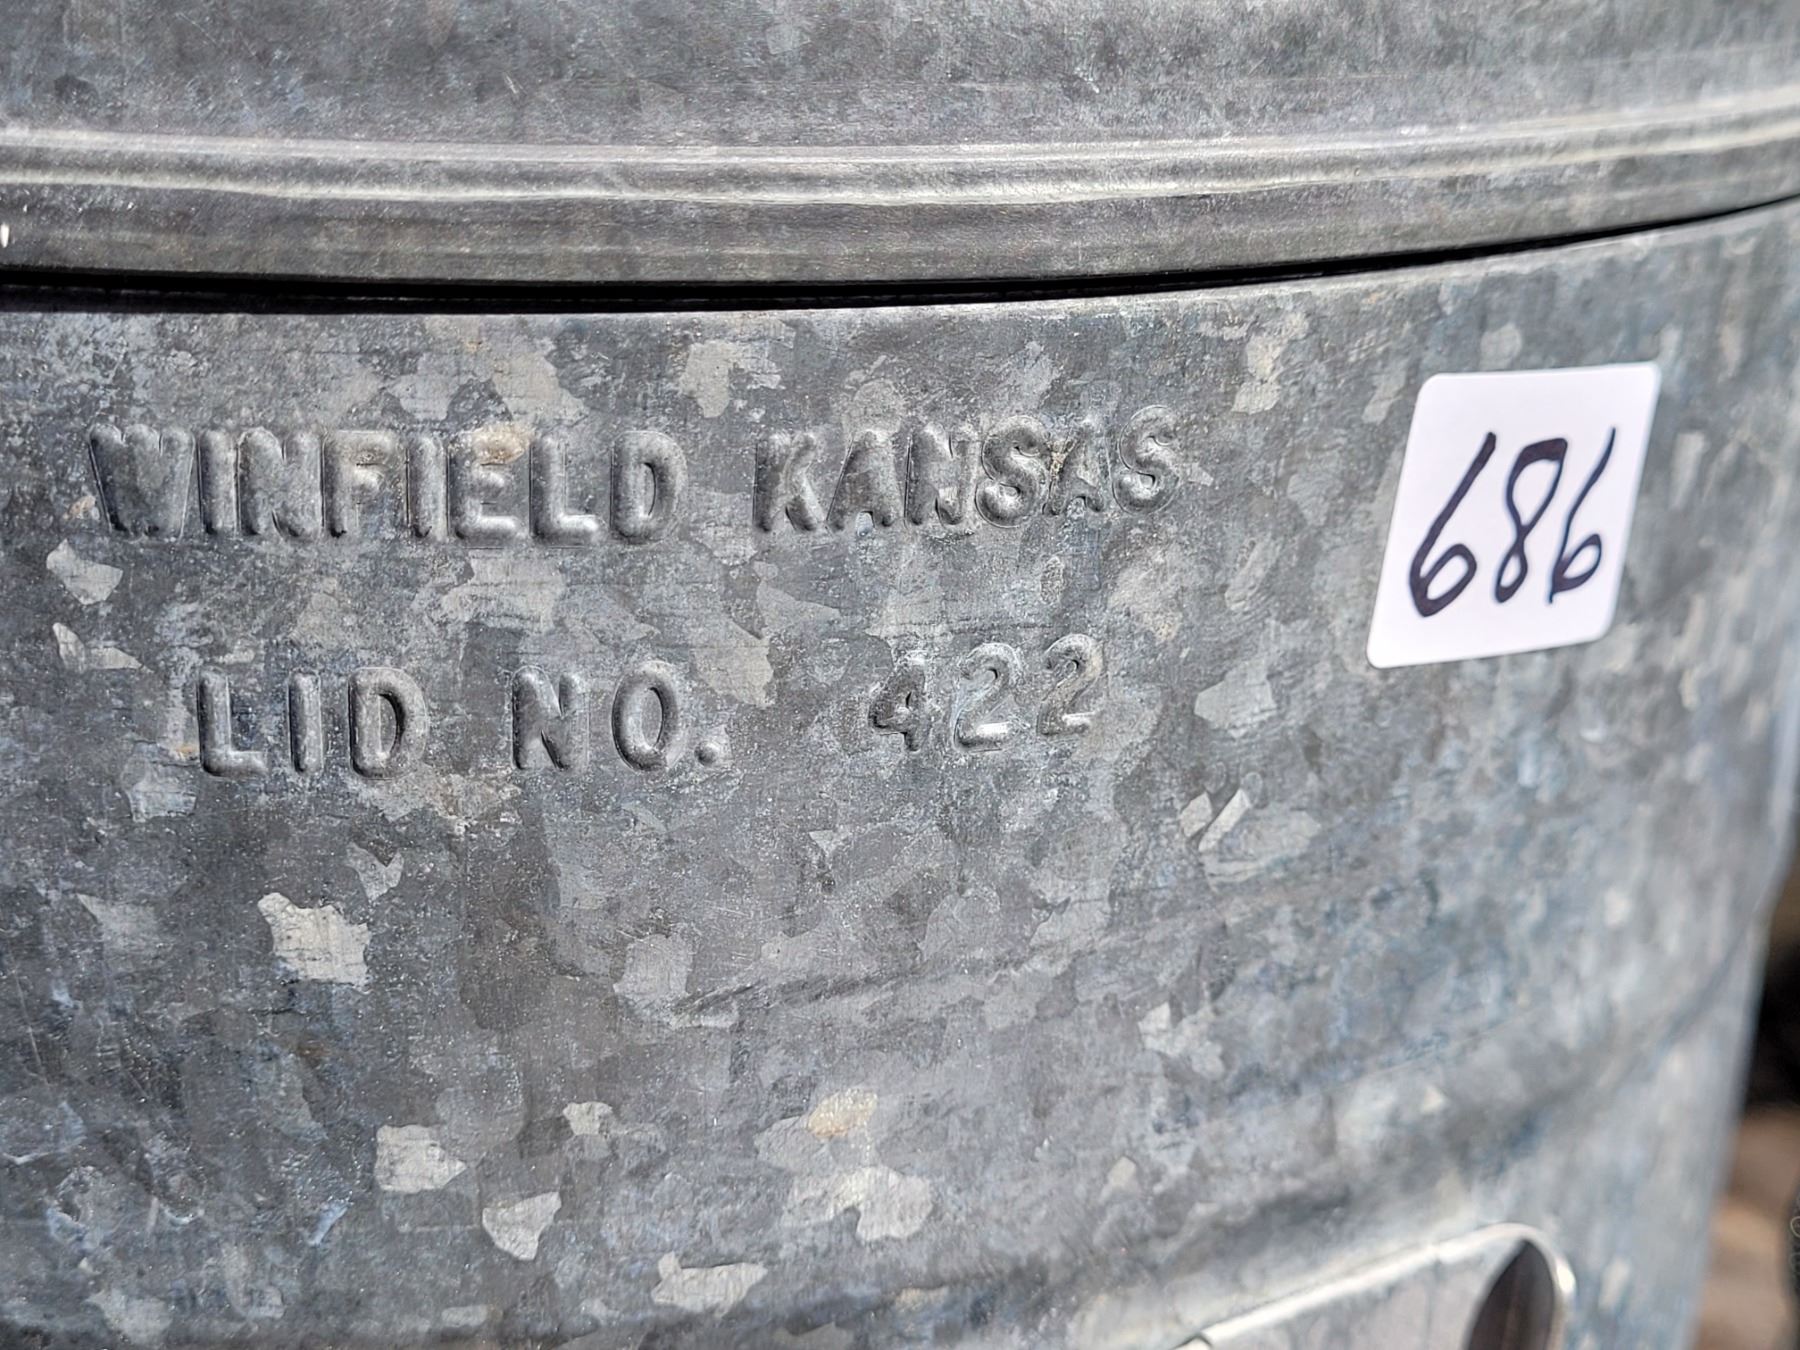 WINFIELD KANSAS
LID NO. 422
686